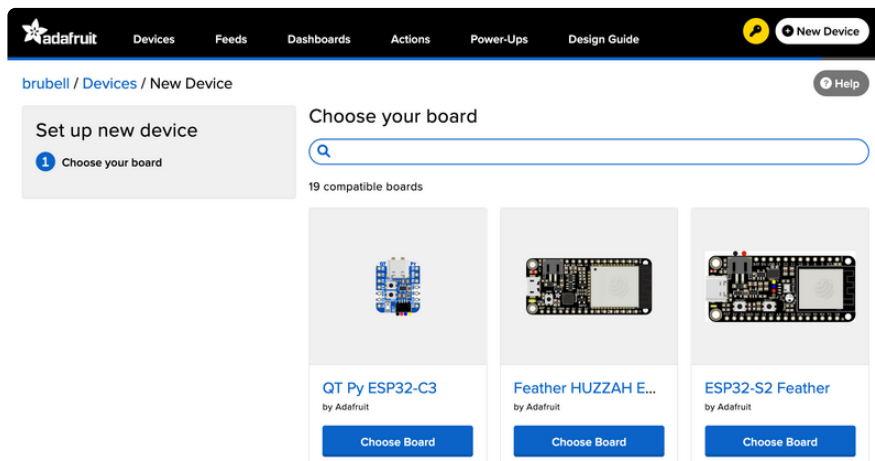 adafruit Devices Feeds Dashboards Actions Power-Ups Design Guide New Device
brubell / Devices / New Device Help
Set up new device
1 Choose your board
Choose your board
19 compatible boards
QT Py ESP32-C3 Feather HUZZAH E... ESP32-S2 Feather
by Adafruit by Adafruit by Adafruit
Choose Board Choose Board Choose Board